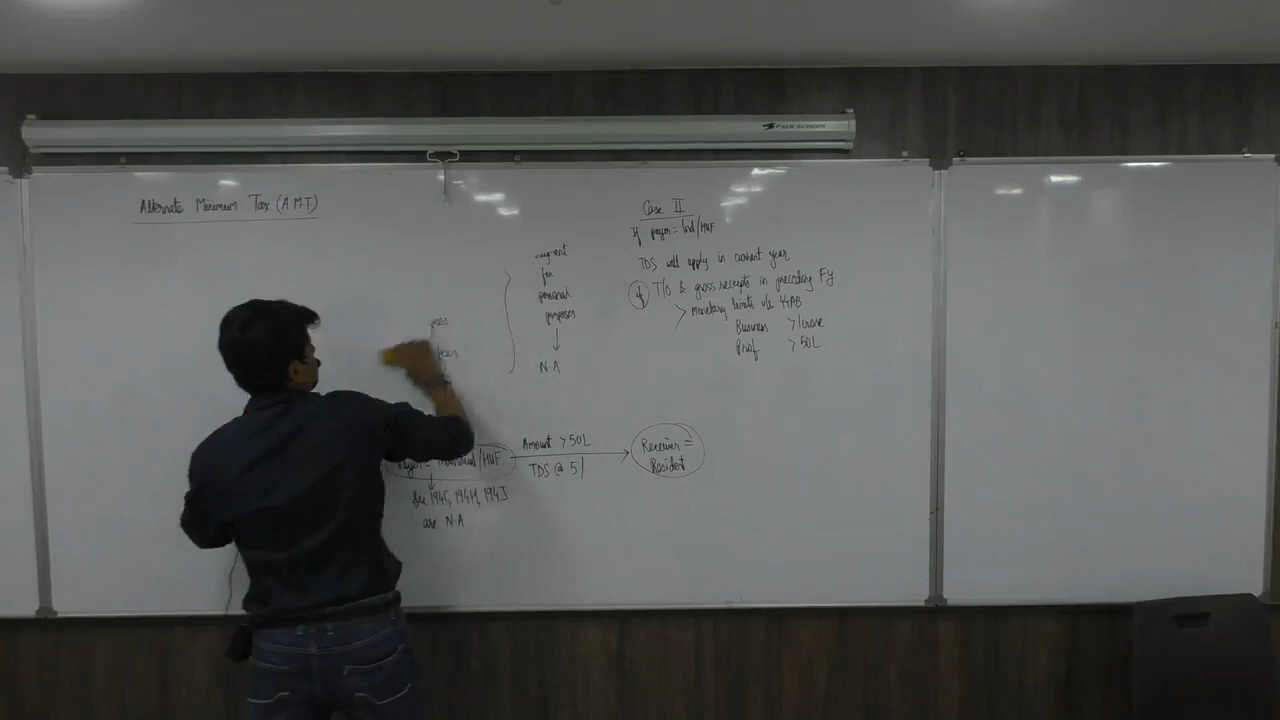 FOX SCREEN
Alternate Minimum Tax (A.M.T)
for
personal
purposes
N.A
Case II
If payer = Ind/HUF
TDS will apply in current year
if T/O & gross receipts in preceding FY
> Monetary limits u/s 44AB
Business >1crore
Prof >50L
/HUF
Amount >50L
TDS @ 5/
Receiver =
Resident
Sec 194C, 194H, 194J
are N.A